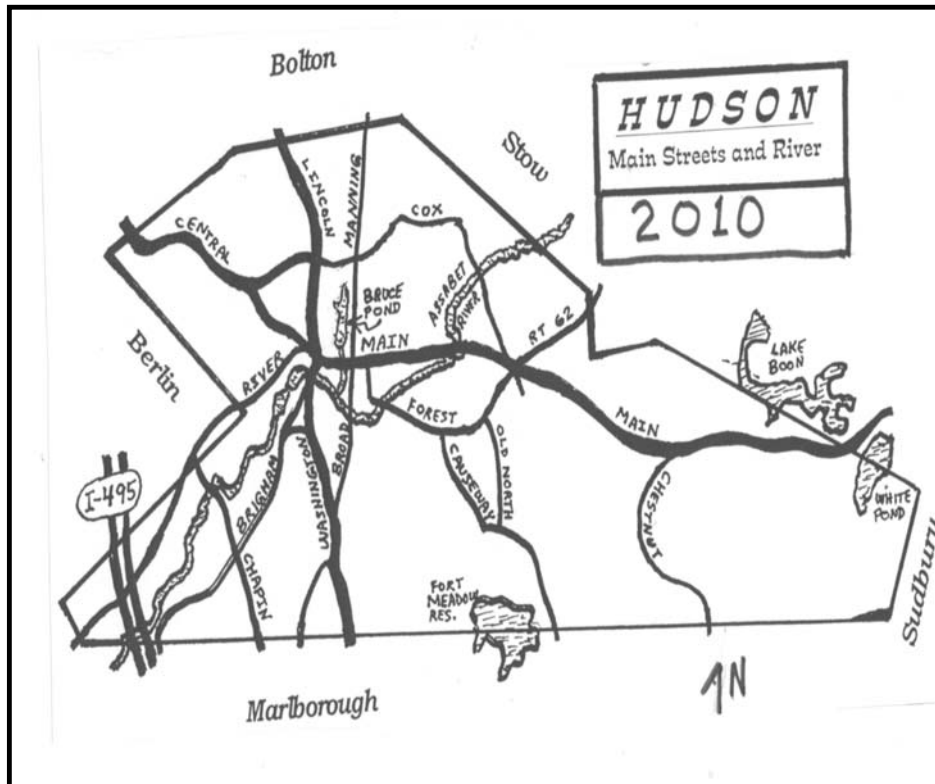 Bolton
HUDSON
Main Streets and River
2010
Stow
LINCOLN
MANNING
COX
CENTRAL
ASSABET
RIVER
BRUCE
POND
MAIN
RT 62
Berlin
RIVER
LAKE
BOON
FOREST
MAIN
OLD NORTH
CAUSEWAY
BROAD
WASHINGTON
BRIGHAM
I-495
CHESTNUT
WHITE
POND
CHAPIN
FORT
MEADOW
RES.
Sudbury
N
Marlborough